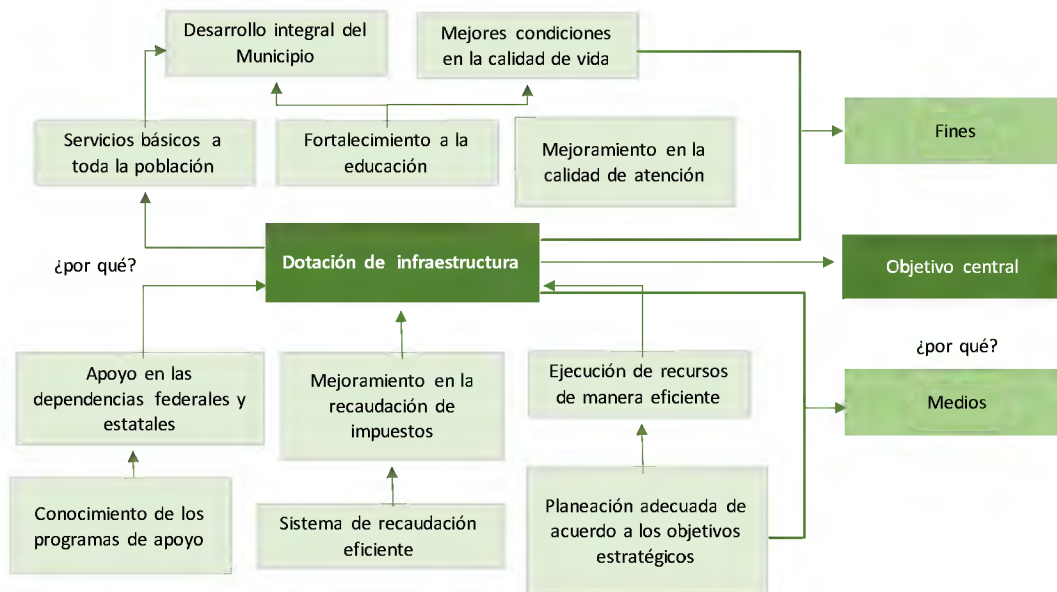 Desarrollo integral del
Municipio
Mejores condiciones
en la calidad de vida
Servicios básicos a
toda la población
Fortalecimiento a la
educación
Mejoramiento en la
calidad de atención
Fines
¿por qué?
Dotación de infraestructura
Objetivo central
¿por qué?
Apoyo en las
dependencias federales y
estatales
Mejoramiento en la
recaudación de
impuestos
Ejecución de recursos
de manera eficiente
Medios
Conocimiento de los
programas de apoyo
Sistema de recaudación
eficiente
Planeación adecuada de
acuerdo a los objetivos
estratégicos